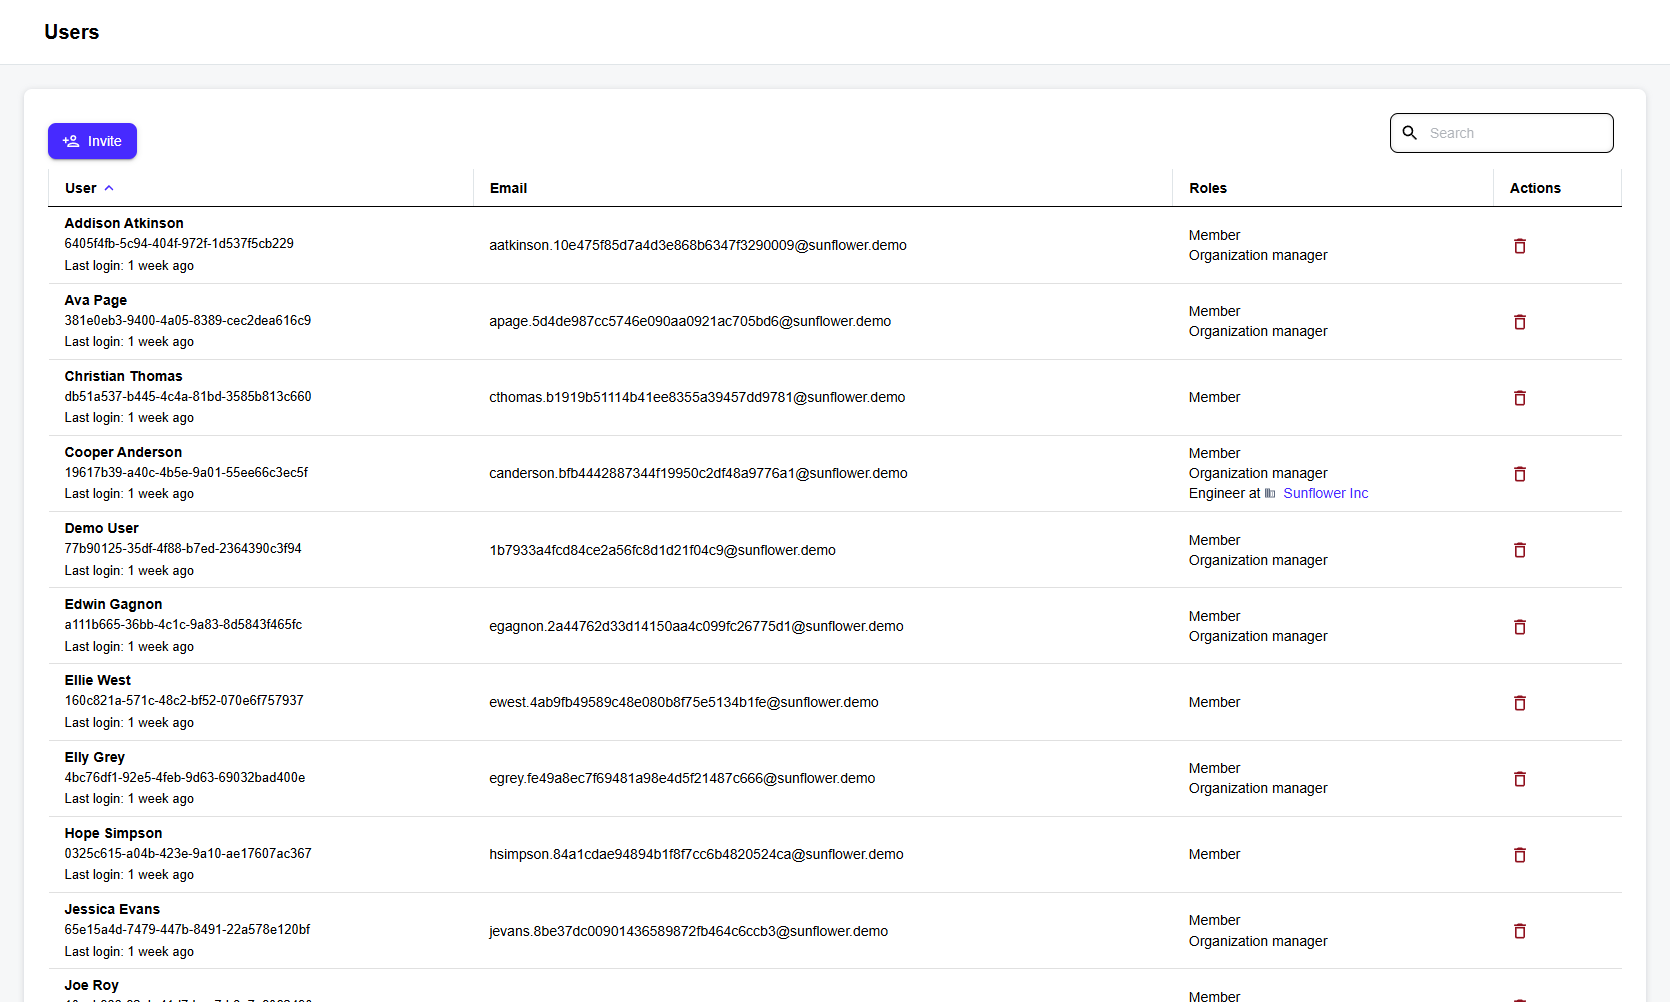 Users
Invite
Search
User
Email
Roles
Actions
Addison Atkinson
6405f4fb-5c94-404f-972f-1d537f5cb229
Last login: 1 week ago
aatkinson.10e475f85d7a4d3e868b6347f3290009@sunflower.demo
Member
Organization manager
Ava Page
381e0eb3-9400-4a05-8389-cec2dea616c9
Last login: 1 week ago
apage.5d4de987cc5746e090aa0921ac705bd6@sunflower.demo
Member
Organization manager
Christian Thomas
db51a537-b445-4c4a-81bd-3585b813c660
Last login: 1 week ago
cthomas.b1919b51114b41ee8355a39457dd9781@sunflower.demo
Member
Cooper Anderson
19617b39-a40c-4b5e-9a01-55ee66c3ec5f
Last login: 1 week ago
canderson.bfb4442887344f19950c2df48a9776a1@sunflower.demo
Member
Organization manager
Engineer at Sunflower Inc
Demo User
77b90125-35df-4f88-b7ed-2364390c3f94
Last login: 1 week ago
1b7933a4fcd84ce2a56fc8d1d21f04c9@sunflower.demo
Member
Organization manager
Edwin Gagnon
a111b665-36bb-4c1c-9a83-8d5843f465fc
Last login: 1 week ago
egagnon.2a44762d33d14150aa4c099fc26775d1@sunflower.demo
Member
Organization manager
Ellie West
160c821a-571c-48c2-bf52-070e6f757937
Last login: 1 week ago
ewest.4ab9fb49589c48e080b8f75e5134b1fe@sunflower.demo
Member
Elly Grey
4bc76df1-92e5-4feb-9d63-69032bad400e
Last login: 1 week ago
egrey.fe49a8ec7f69481a98e4d5f21487c666@sunflower.demo
Member
Organization manager
Hope Simpson
0325c615-a04b-423e-9a10-ae17607ac367
Last login: 1 week ago
hsimpson.84a1cdae94894b1f8f7cc6b4820524ca@sunflower.demo
Member
Jessica Evans
65e15a4d-7479-447b-8491-22a578e120bf
Last login: 1 week ago
jevans.8be37dc00901436589872fb464c6ccb3@sunflower.demo
Member
Organization manager
Joe Roy
Member